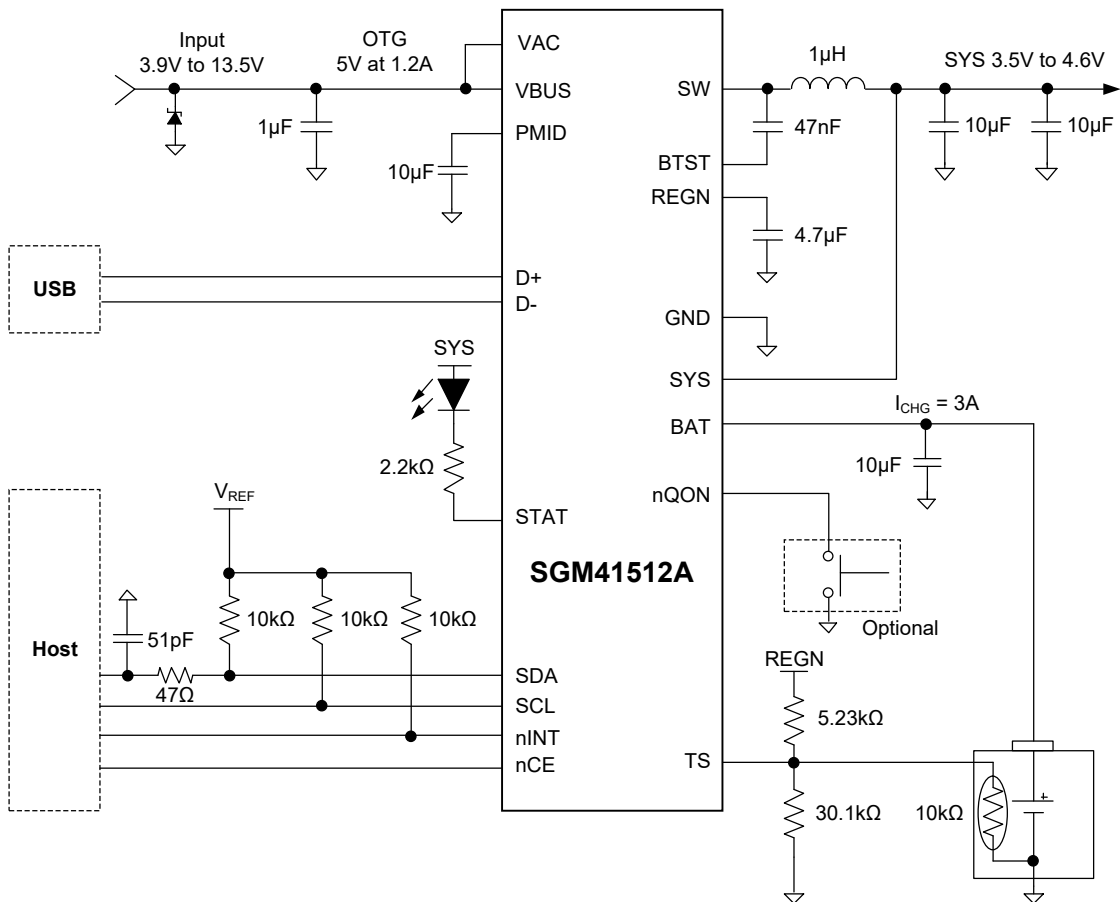 Input
3.9V to 13.5V
OTG
5V at 1.2A
1µF
10µF
VAC
VBUS
PMID
SW
BTST
REGN
1µH
SYS 3.5V to 4.6V
47nF
10µF
10µF
4.7µF
USB
D+
D-
GND
SYS
SYS
BAT
I_CHG = 3A
10µF
2.2kΩ
STAT
nQON
Optional
SGM41512A
V_REF
Host
51pF
10kΩ
10kΩ
10kΩ
47Ω
SDA
SCL
nINT
nCE
REGN
5.23kΩ
TS
30.1kΩ
10kΩ
+